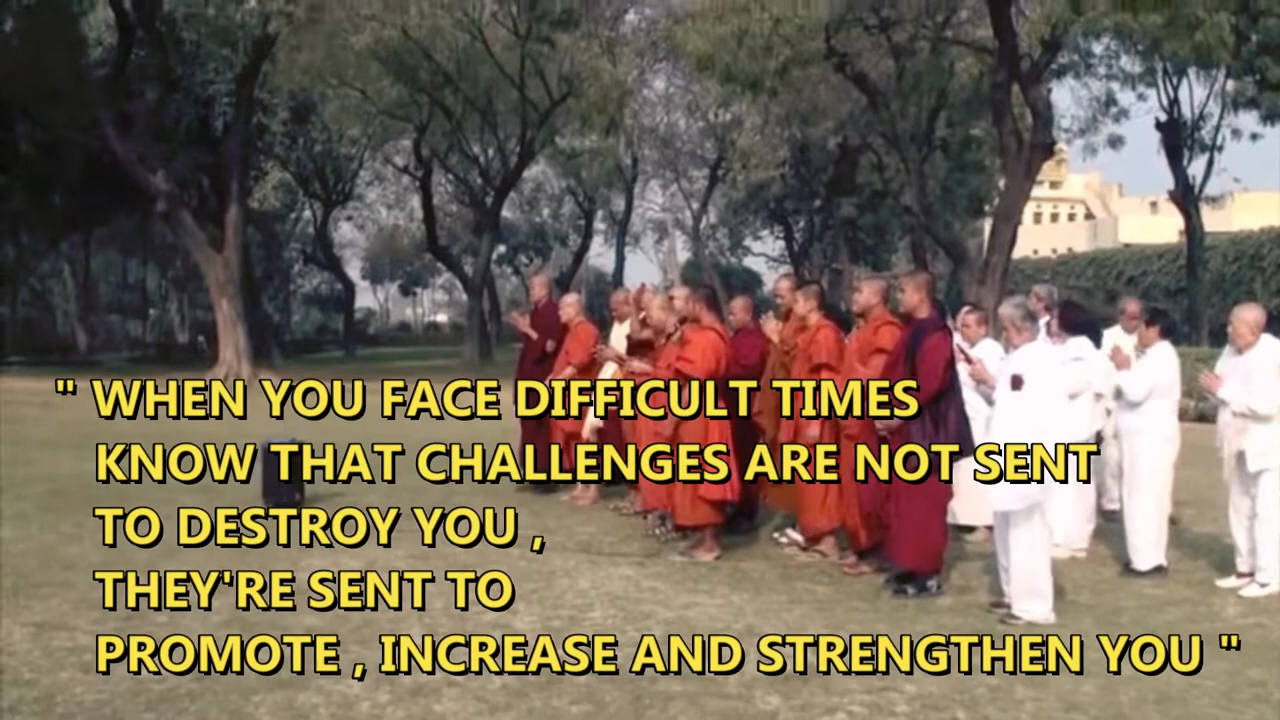 " WHEN YOU FACE DIFFICULT TIMES
KNOW THAT CHALLENGES ARE NOT SENT
TO DESTROY YOU ,
THEY'RE SENT TO
PROMOTE , INCREASE AND STRENGTHEN YOU "